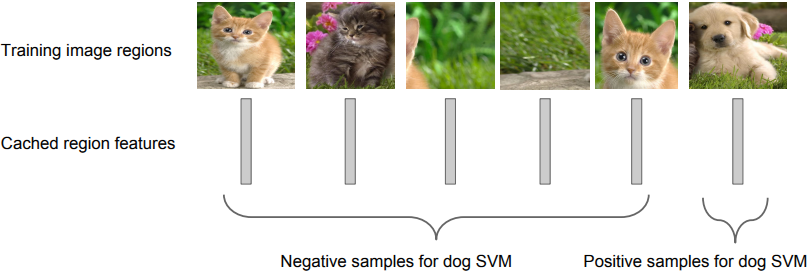 Training image regions
Cached region features
Negative samples for dog SVM
Positive samples for dog SVM